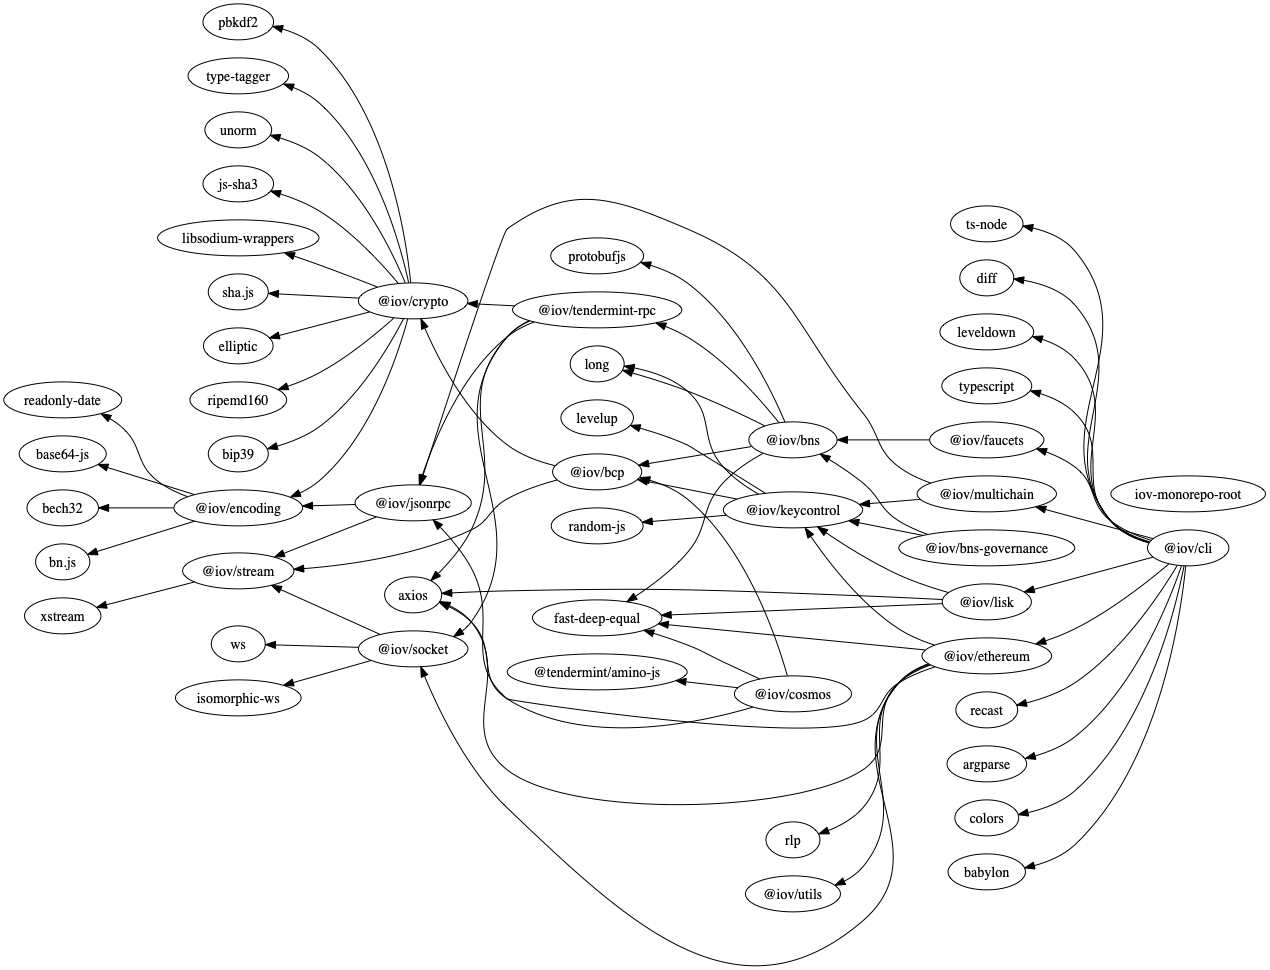 pbkdf2
type-tagger
unorm
js-sha3
libsodium-wrappers
sha.js
elliptic
ripemd160
bip39
readonly-date
base64-js
bech32
bn.js
xstream
@iov/encoding
@iov/stream
ws
isomorphic-ws
@iov/crypto
@iov/jsonrpc
axios
@iov/socket
protobufjs
@iov/tendermint-rpc
long
levelup
@iov/bcp
random-js
fast-deep-equal
@tendermint/amino-js
@iov/bns
@iov/keycontrol
@iov/cosmos
rlp
@iov/utils
ts-node
diff
leveldown
typescript
@iov/faucets
@iov/multichain
@iov/bns-governance
@iov/lisk
@iov/ethereum
recast
argparse
colors
babylon
iov-monorepo-root
@iov/cli